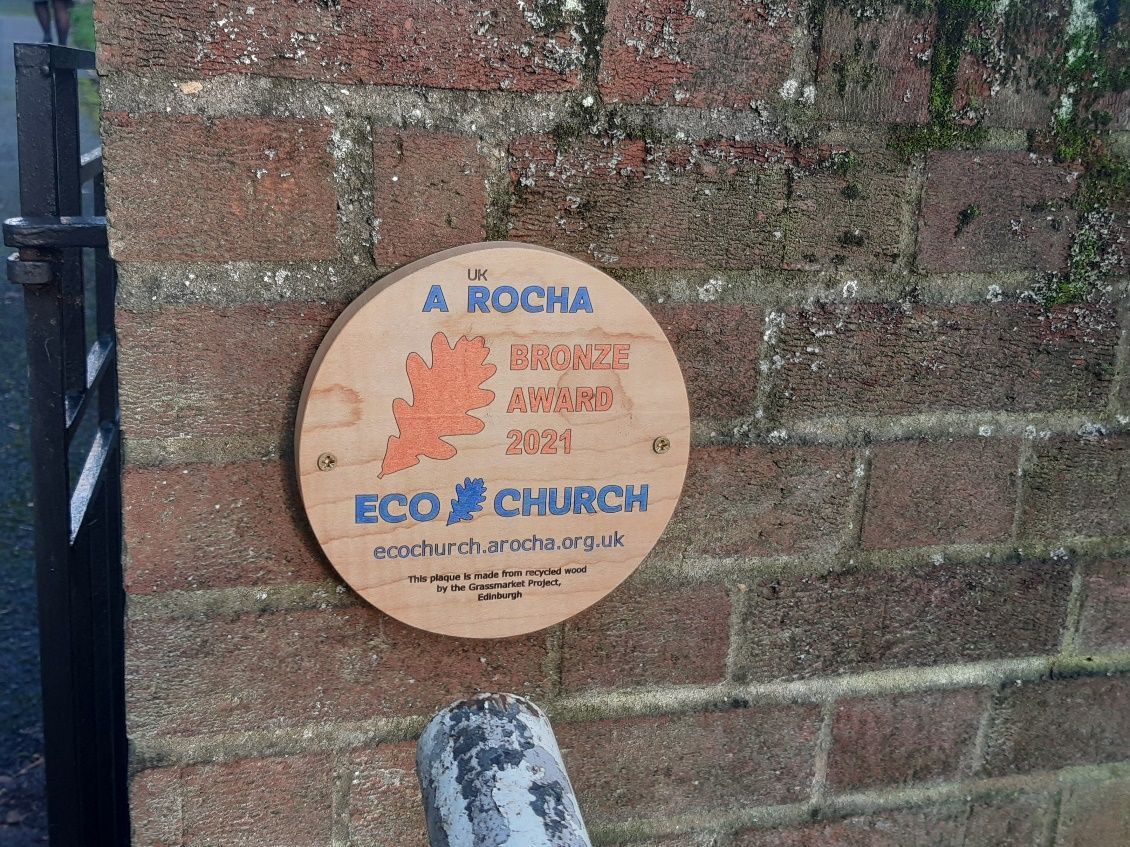 UK
A ROCHA
BRONZE
AWARD
2021
ECO CHURCH
ecochurch.arocha.org.uk
This plaque is made from recycled wood
by the Grassmarket Project,
Edinburgh